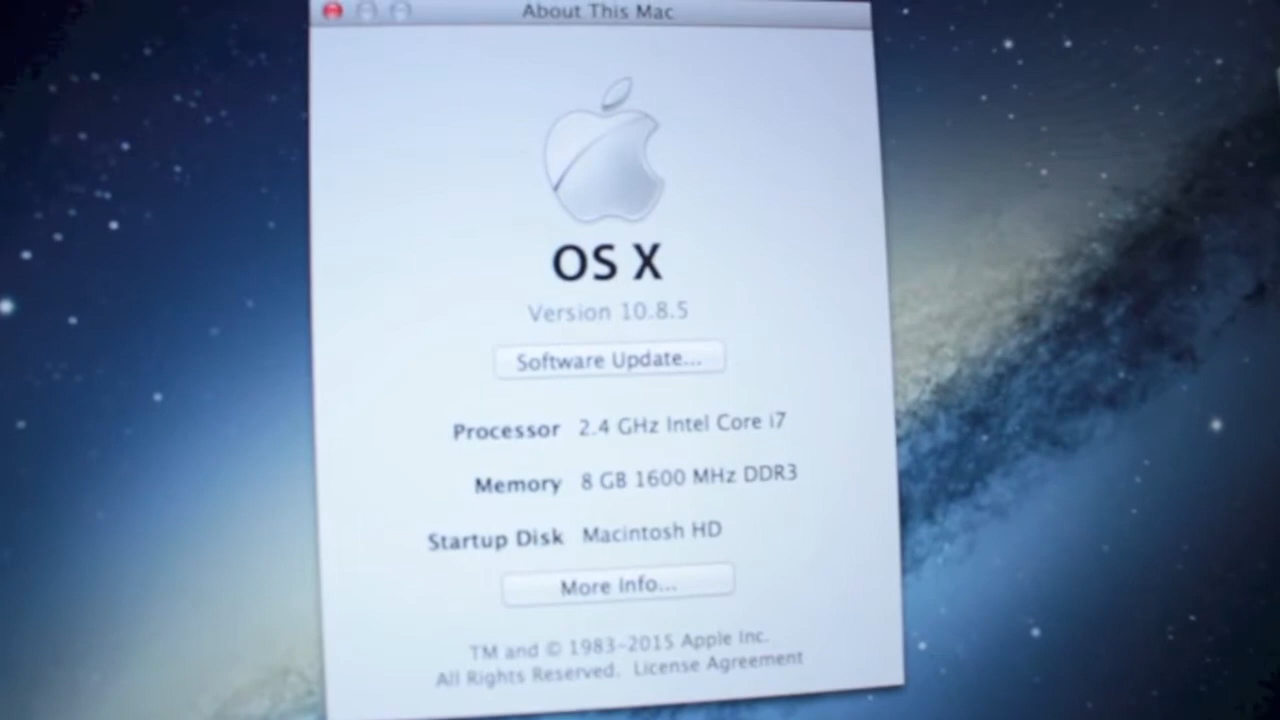 About This Mac
OS X
Version 10.8.5
Software Update...
Processor 2.4 GHz Intel Core i7
Memory 8 GB 1600 MHz DDR3
Startup Disk Macintosh HD
More Info...
TM and © 1983-2015 Apple Inc.
All Rights Reserved. License Agreement